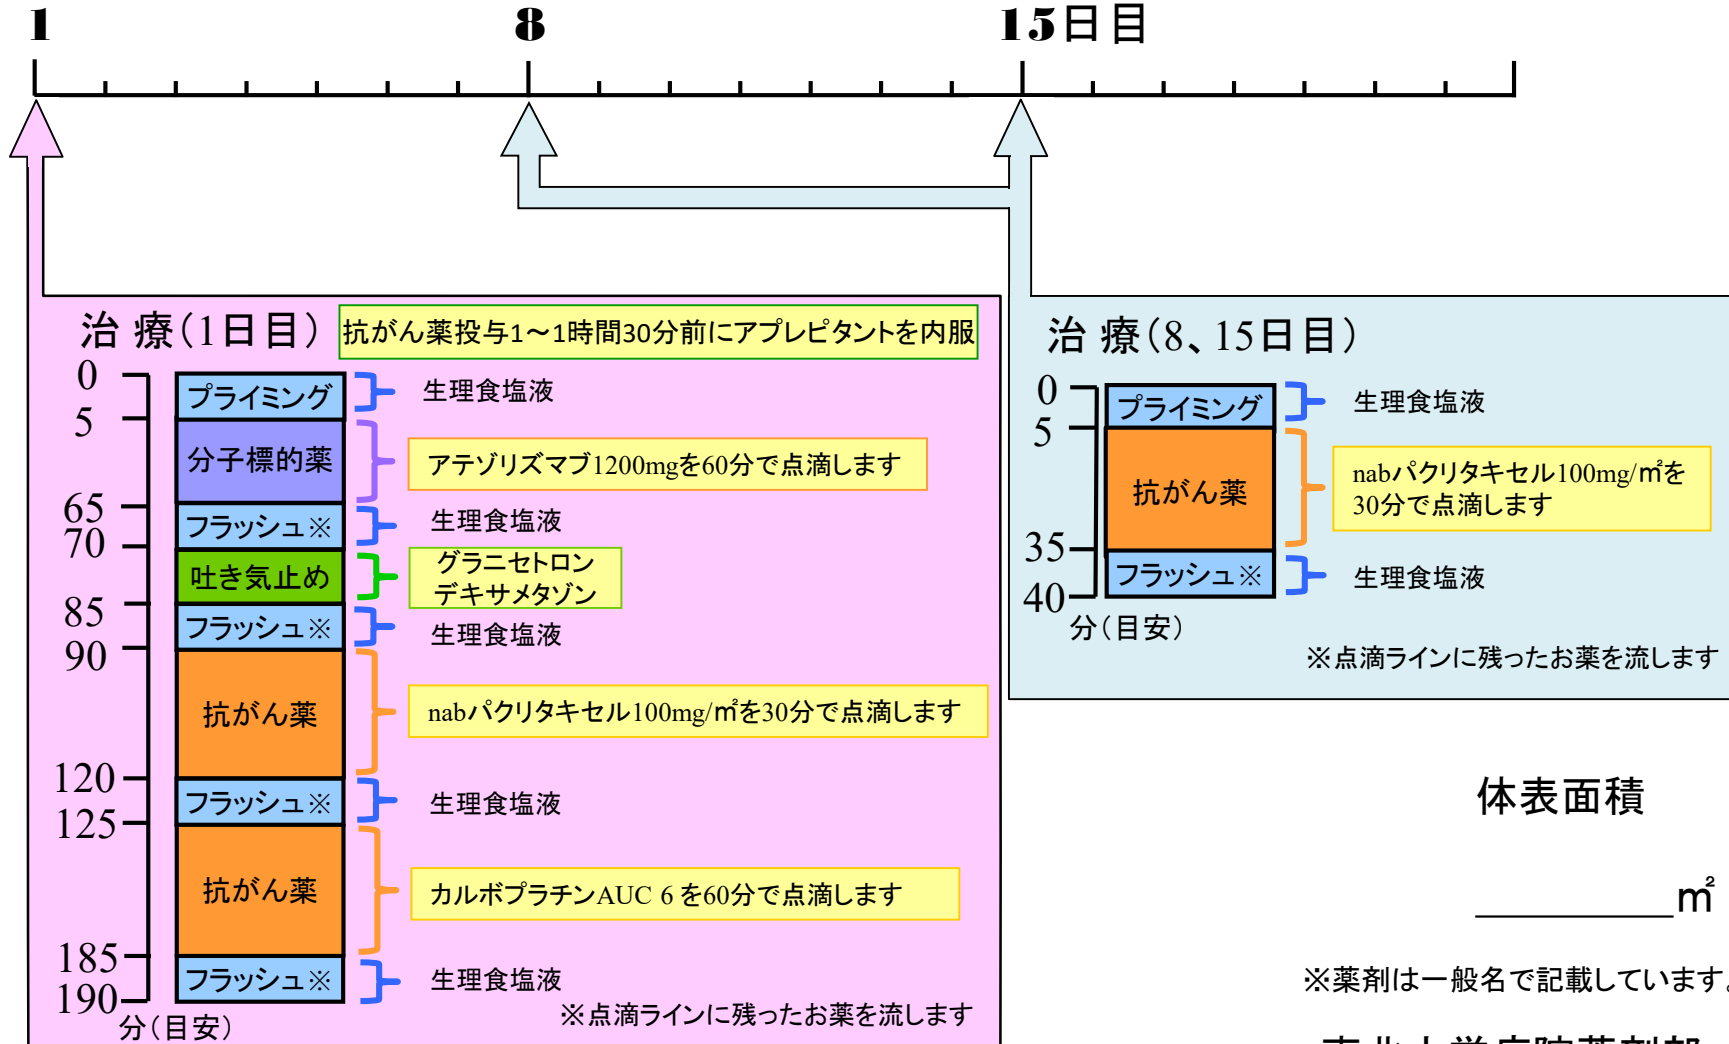 1 8 15日目
治 療(1日目)
抗がん薬投与1~1時間30分前にアプレピタントを内服
0
プライミング
生理食塩液
5
分子標的薬
アテゾリズマブ1200mgを60分で点滴します
65
フラッシュ※
生理食塩液
70
吐き気止め
グラニセトロン
デキサメタゾン
85
フラッシュ※
生理食塩液
90
抗がん薬
nabパクリタキセル100mg/㎡を30分で点滴します
120
フラッシュ※
生理食塩液
125
抗がん薬
カルボプラチンAUC 6 を60分で点滴します
185
フラッシュ※
生理食塩液
190
分(目安)
※点滴ラインに残ったお薬を流します
治 療(8、15日目)
0
プライミング
生理食塩液
5
抗がん薬
nabパクリタキセル100mg/㎡を
30分で点滴します
35
フラッシュ※
生理食塩液
40
分(目安)
※点滴ラインに残ったお薬を流します
体表面積
㎡
※薬剤は一般名で記載しています。
東北大学病院薬剤部